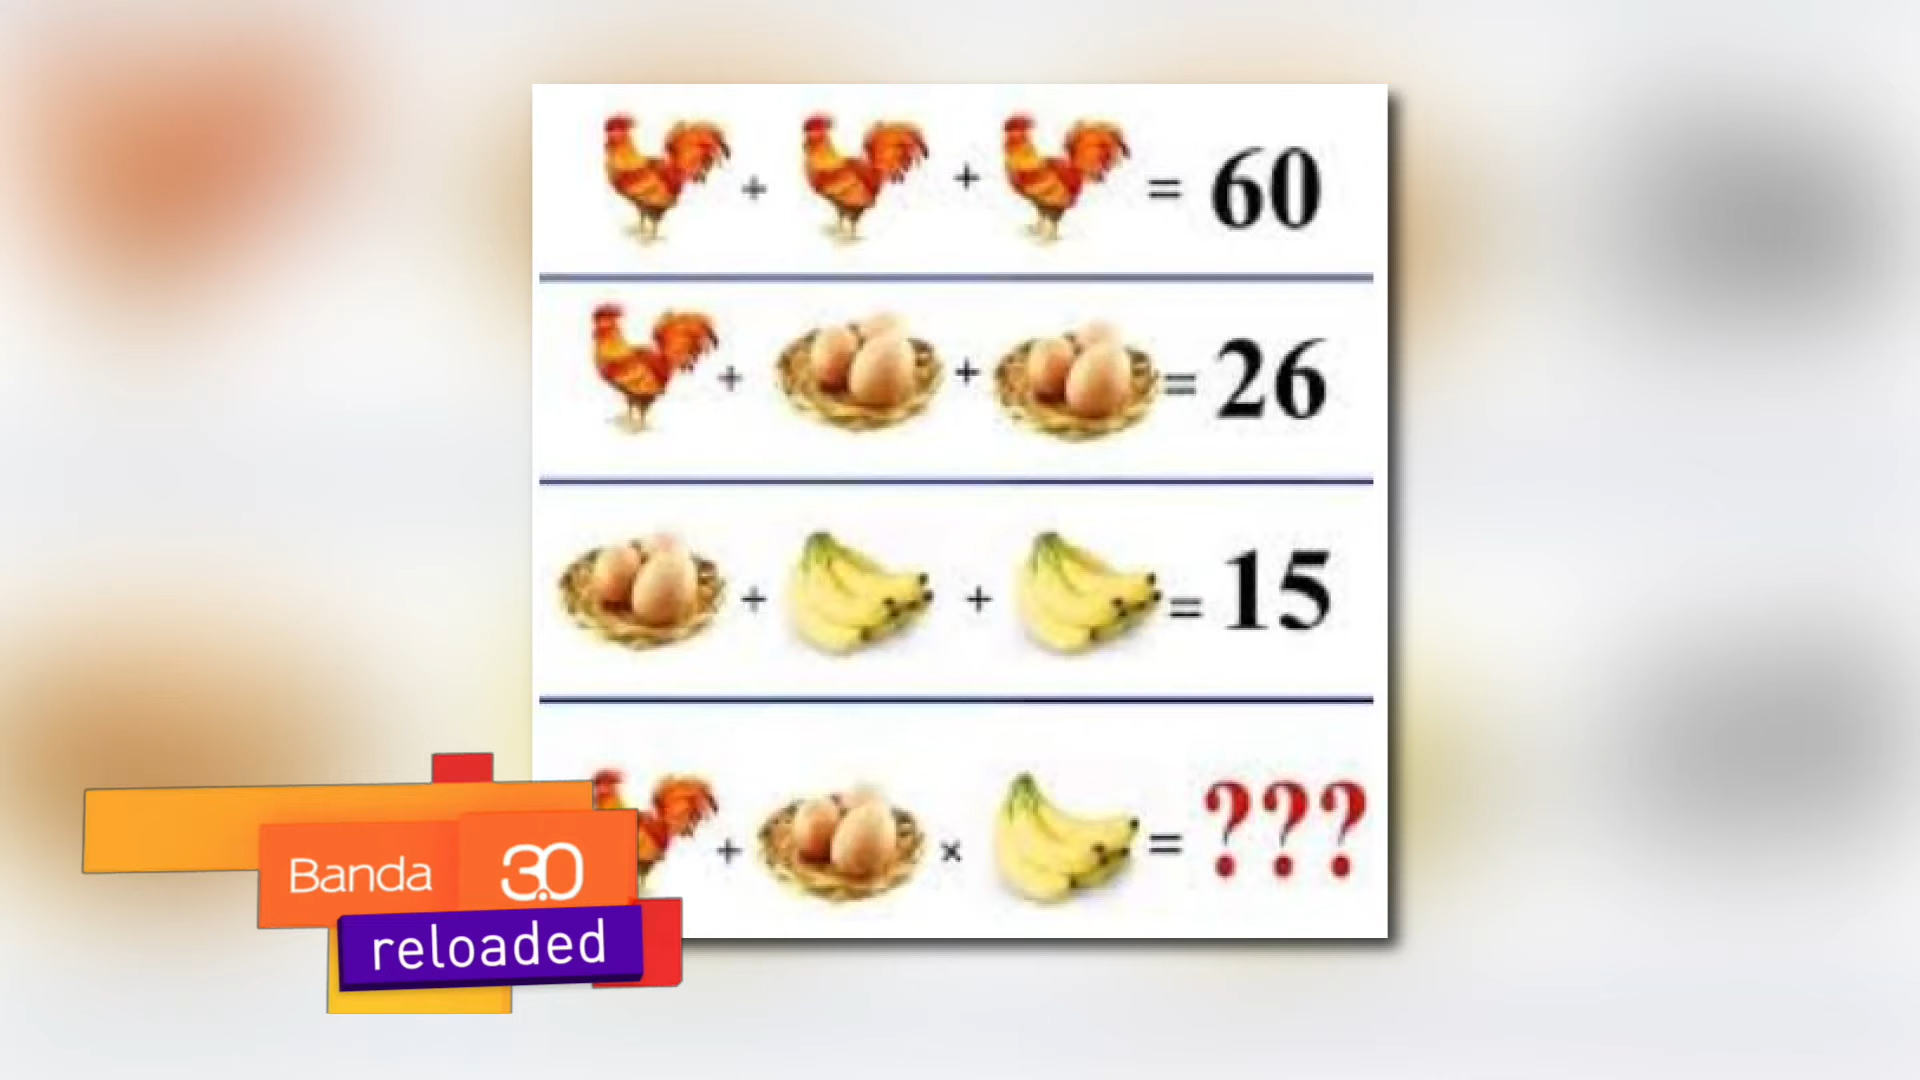 + + = 60
+ + = 26
+ + = 15
+ × = ???
Banda 3.0
reloaded